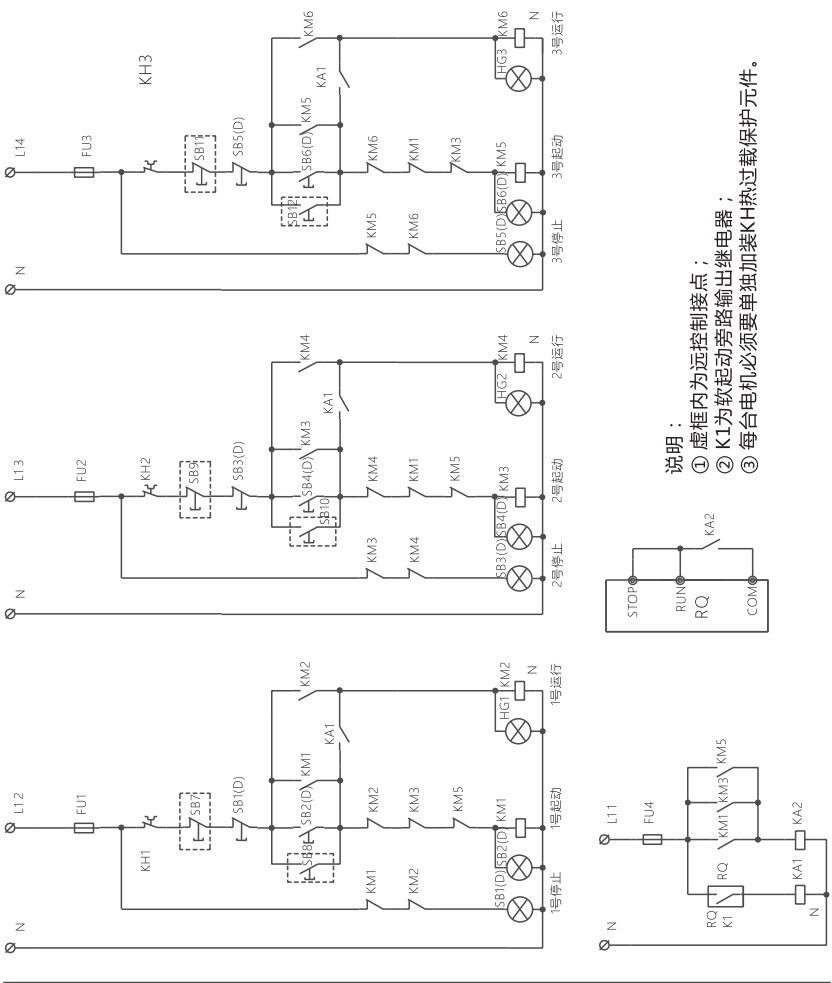 L14
FU3
KH3
SB11
SB5(D)
KM6
KA1
KM5
SB6(D)
SB12
KM6
KM1
KM3
KM5
KM6
KM6
N
HG3
3号运行
KM5
SB6(D)
3号起动
SB5(D)
3号停止
N
L13
FU2
KH2
SB9
SB3(D)
KM4
KA1
KM3
SB4(D)
SB10
KM4
KM1
KM5
KM3
KM4
KM4
N
HG2
2号运行
KM3
SB4(D)
2号起动
SB3(D)
2号停止
N
L12
FU1
KH1
SB7
SB1(D)
KM2
KA1
KM1
SB2(D)
SB8
KM2
KM3
KM5
KM1
KM2
KM2
N
HG1
1号运行
KM1
SB2(D)
1号起动
SB1(D)
1号停止
N
说明：
① 虚框内为远控制接点；
② K1为软起动旁路输出继电器；
③ 每台电机必须要单独加装KH热过载保护元件。
STOP
RUN
RQ
COM
KA2
L11
FU4
KM5
KM3
KM1
KA2
RQ
RQ
K1
KA1
N
N